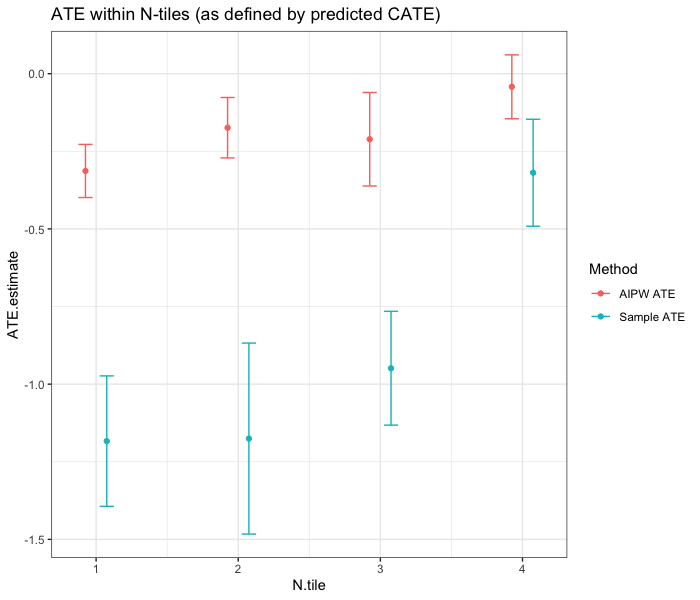 ATE within N-tiles (as defined by predicted CATE)
0.0
-0.5
-1.0
-1.5
ATE.estimate
1 2 3 4
N.tile
Method
AIPW ATE
Sample ATE